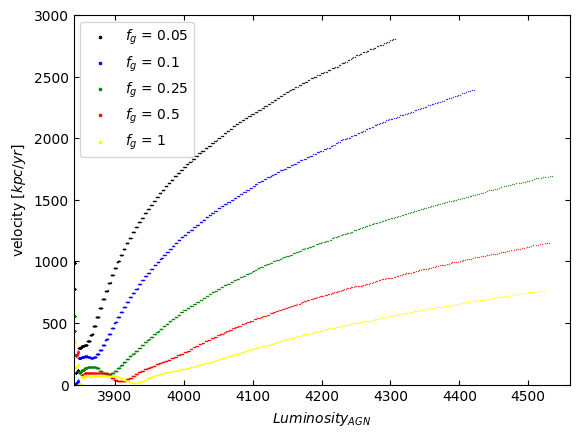 3000
2500
2000
1500
1000
500
0
velocity [kpc/yr]
f_g = 0.05
f_g = 0.1
f_g = 0.25
f_g = 0.5
f_g = 1
3900 4000 4100 4200 4300 4400 4500
Luminosity_AGN